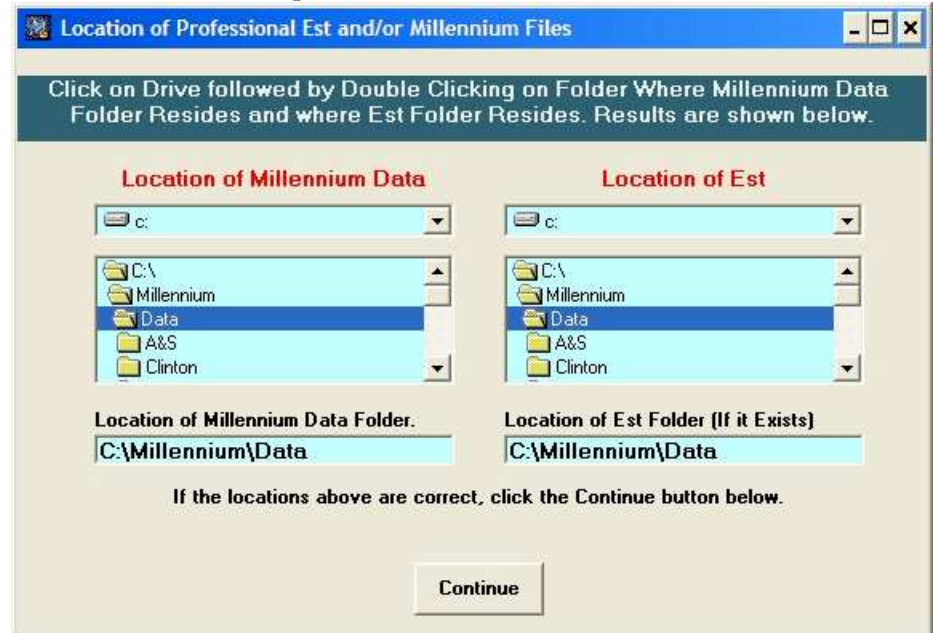 Location of Professional Est and/or Millennium Files
Click on Drive followed by Double Clicking on Folder Where Millennium Data
Folder Resides and where Est Folder Resides. Results are shown below.
Location of Millennium Data
c:
C:\
Millennium
Data
A&S
Clinton
Location of Millennium Data Folder.
C:\Millennium\Data
Location of Est
c:
C:\
Millennium
Data
A&S
Clinton
Location of Est Folder (If it Exists)
C:\Millennium\Data
If the locations above are correct, click the Continue button below.
Continue